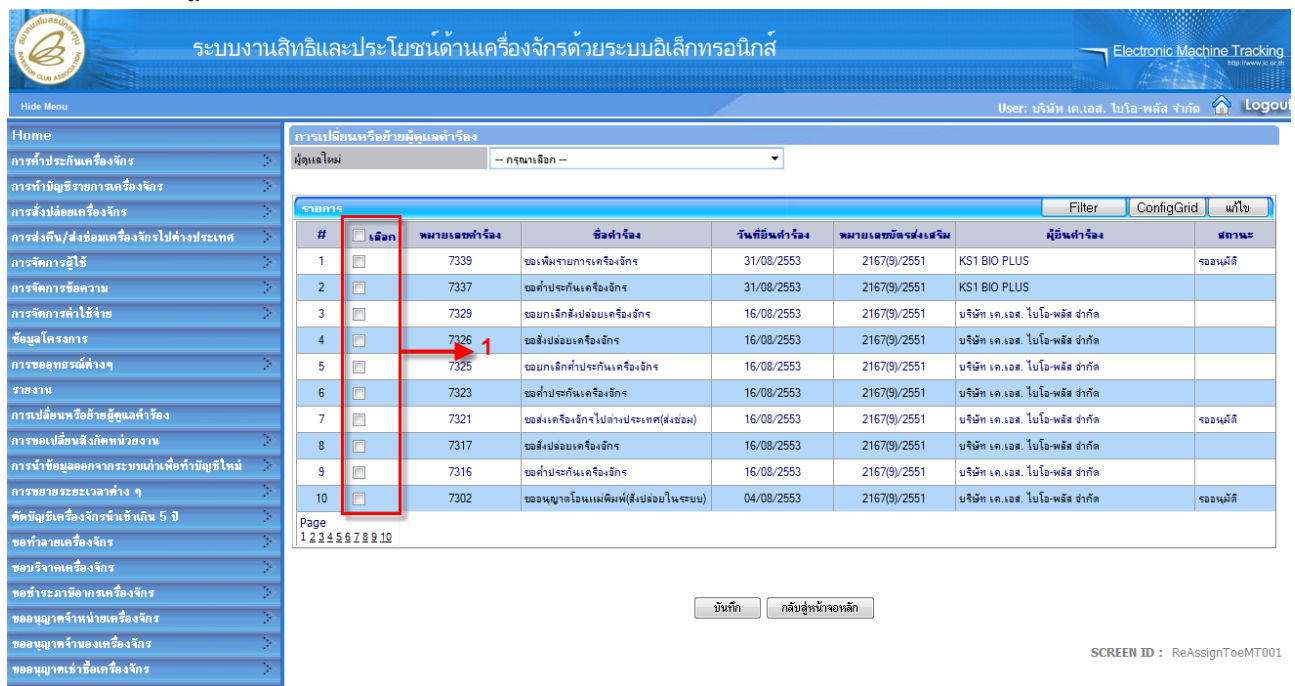 ระบบงานสิทธิและประโยชน์ด้านเครื่องจักรด้วยระบบอิเล็กทรอนิกส์
Electronic Machine Tracking
http://www.ic.or.th
Hide Menu
User: บริษัท เค.เอส. ไบโอ-พลัส จำกัด Logout
Home
การค้ำประกันเครื่องจักร
การทำบัญชีรายการเครื่องจักร
การสั่งปล่อยเครื่องจักร
การส่งคืน/ส่งซ่อมเครื่องจักรไปต่างประเทศ
การจัดการผู้ใช้
การจัดการข้อความ
การจัดการค่าใช้จ่าย
ข้อมูลโครงการ
การขออุทธรณ์ต่างๆ
รายงาน
การเปลี่ยนหรือย้ายผู้ดูแลคำร้อง
การขอเปลี่ยนสังกัดหน่วยงาน
การนำข้อมูลออกจากระบบเก่าเพื่อทำบัญชีใหม่
การขยายระยะเวลาต่าง ๆ
ตัดบัญชีเครื่องจักรนำเข้าเกิน 5 ปี
ขอทำลายเครื่องจักร
ขอบริจาคเครื่องจักร
ขอชำระภาษีอากรเครื่องจักร
ขออนุญาตจำหน่ายเครื่องจักร
ขออนุญาตจำนองเครื่องจักร
ขออนุญาตเช่าซื้อเครื่องจักร
การเปลี่ยนหรือย้ายผู้ดูแลคำร้อง
ผู้ดูแลใหม่ -- กรุณาเลือก --
รายการ Filter ConfigGrid แก้ไข
# เลือก หมายเลขคำร้อง ชื่อคำร้อง วันที่ยื่นคำร้อง หมายเลขบัตรส่งเสริม ผู้ยื่นคำร้อง สถานะ
1 7339 ขอเพิ่มรายการเครื่องจักร 31/08/2553 2167(9)/2551 KS1 BIO PLUS รออนุมัติ
2 7337 ขอค้ำประกันเครื่องจักร 31/08/2553 2167(9)/2551 KS1 BIO PLUS
3 7329 ขอยกเลิกสั่งปล่อยเครื่องจักร 16/08/2553 2167(9)/2551 บริษัท เค.เอส. ไบโอ-พลัส จำกัด
4 7326 ขอสั่งปล่อยเครื่องจักร 16/08/2553 2167(9)/2551 บริษัท เค.เอส. ไบโอ-พลัส จำกัด
1
5 7325 ขอยกเลิกค้ำประกันเครื่องจักร 16/08/2553 2167(9)/2551 บริษัท เค.เอส. ไบโอ-พลัส จำกัด
6 7323 ขอค้ำประกันเครื่องจักร 16/08/2553 2167(9)/2551 บริษัท เค.เอส. ไบโอ-พลัส จำกัด
7 7321 ขอส่งเครื่องจักรไปต่างประเทศ(ส่งซ่อม) 16/08/2553 2167(9)/2551 บริษัท เค.เอส. ไบโอ-พลัส จำกัด รออนุมัติ
8 7317 ขอสั่งปล่อยเครื่องจักร 16/08/2553 2167(9)/2551 บริษัท เค.เอส. ไบโอ-พลัส จำกัด
9 7316 ขอค้ำประกันเครื่องจักร 16/08/2553 2167(9)/2551 บริษัท เค.เอส. ไบโอ-พลัส จำกัด
10 7302 ขออนุญาตโอนแม่พิมพ์(สั่งปล่อยในระบบ) 04/08/2553 2167(9)/2551 บริษัท เค.เอส. ไบโอ-พลัส จำกัด รออนุมัติ
Page
1 2 3 4 5 6 7 8 9 10
บันทึก กลับสู่หน้าจอหลัก
SCREEN ID : ReAssignToeMT001